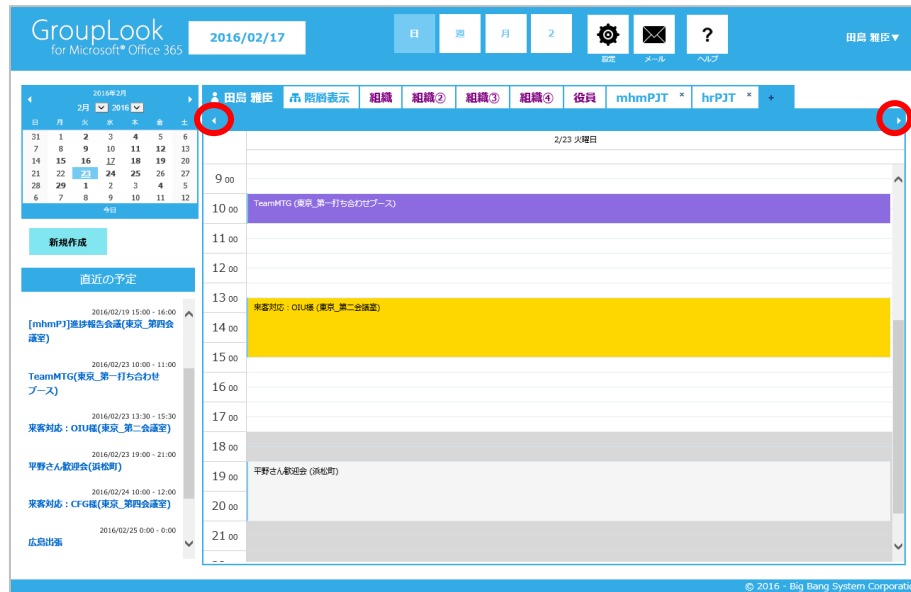 GroupLook
for Microsoft® Office 365
2016/02/17
日 週 月 2
設定 メール ? ヘルプ
田島 雅臣▼
2016年2月
2月 2016
日 月 火 水 木 金 土
31 1 2 3 4 5 6
7 8 9 10 11 12 13
14 15 16 17 18 19 20
21 22 23 24 25 26 27
28 29 1 2 3 4 5
6 7 8 9 10 11 12
今日
新規作成
直近の予定
2016/02/19 15:00 - 16:00
[mhmPJ]進捗報告会議(東京_第四会
議室)
2016/02/23 10:00 - 11:00
TeamMTG(東京_第一打ち合わせ
ブース)
2016/02/23 13:30 - 15:30
来客対応：OIU様(東京_第二会議室)
2016/02/23 19:00 - 21:00
平野さん歓迎会(浜松町)
2016/02/24 10:00 - 12:00
来客対応：CFG様(東京_第四会議室)
2016/02/25 0:00 - 0:00
広島出張
田島 雅臣 階層表示 組織 組織② 組織③ 組織④ 役員 mhmPJT × hrPJT × +
2/23 火曜日
9 00
10 00 TeamMTG (東京_第一打ち合わせブース)
11 00
12 00
13 00
来客対応：OIU様 (東京_第二会議室)
14 00
15 00
16 00
17 00
18 00
19 00 平野さん歓迎会 (浜松町)
20 00
21 00
© 2016 - Big Bang System Corporati